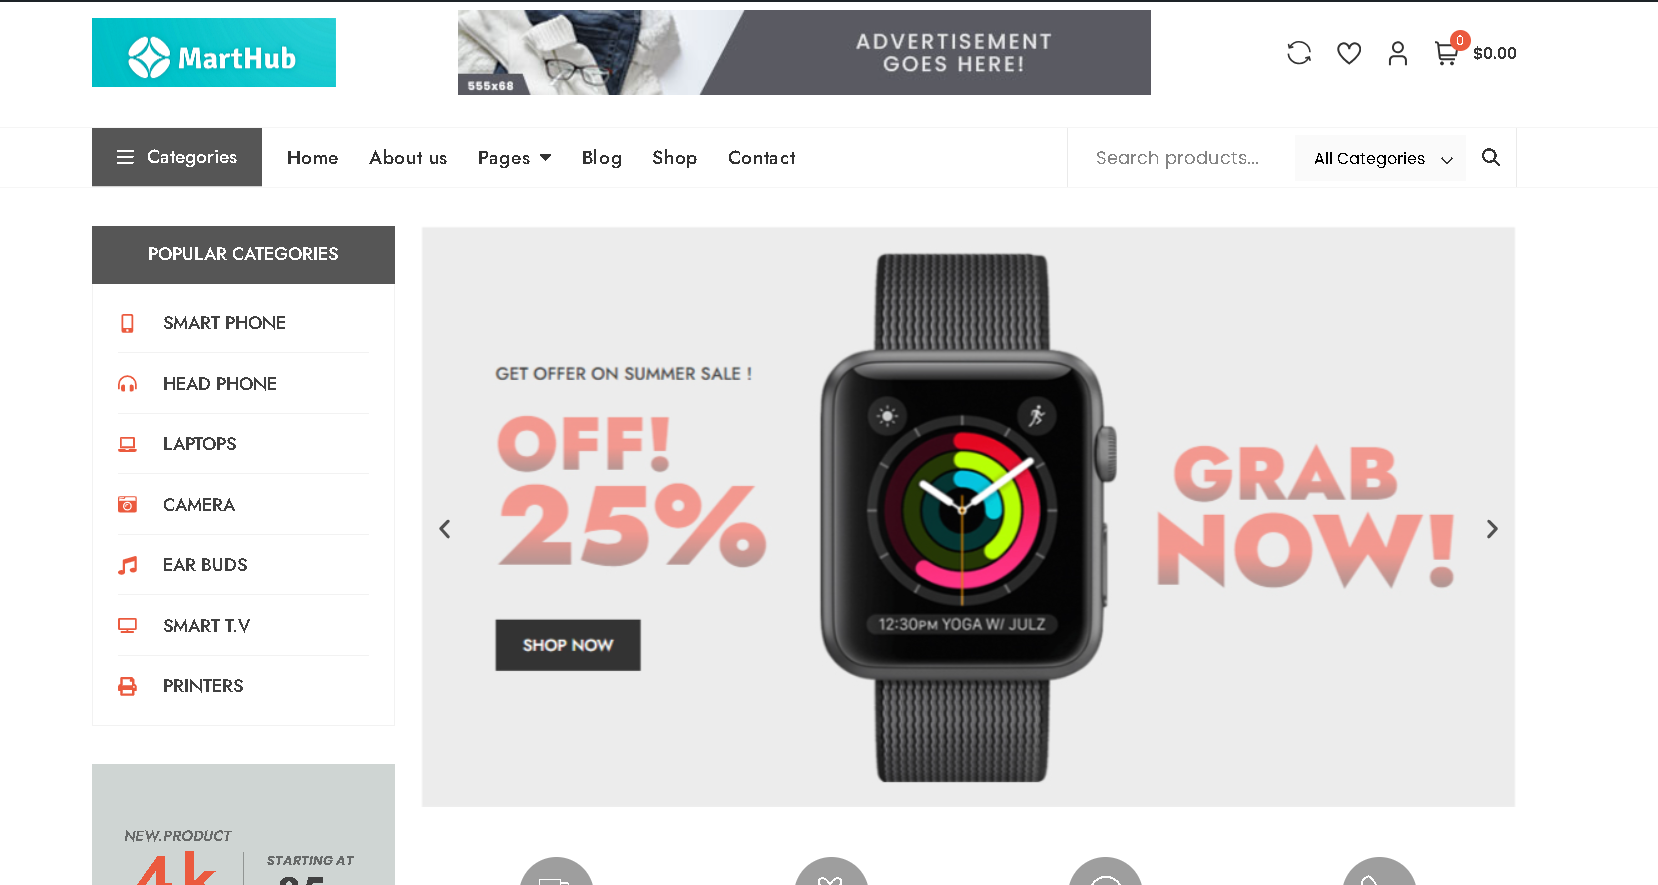 MartHub
ADVERTISEMENT
GOES HERE!
555x68
0
$0.00
Categories
Home
About us
Pages
Blog
Shop
Contact
Search products...
All Categories
POPULAR CATEGORIES
SMART PHONE
HEAD PHONE
LAPTOPS
CAMERA
EAR BUDS
SMART T.V
PRINTERS
GET OFFER ON SUMMER SALE !
OFF!
25%
SHOP NOW
12:30PM YOGA W/ JULZ
GRAB
NOW!
NEW.PRODUCT
4k
STARTING AT